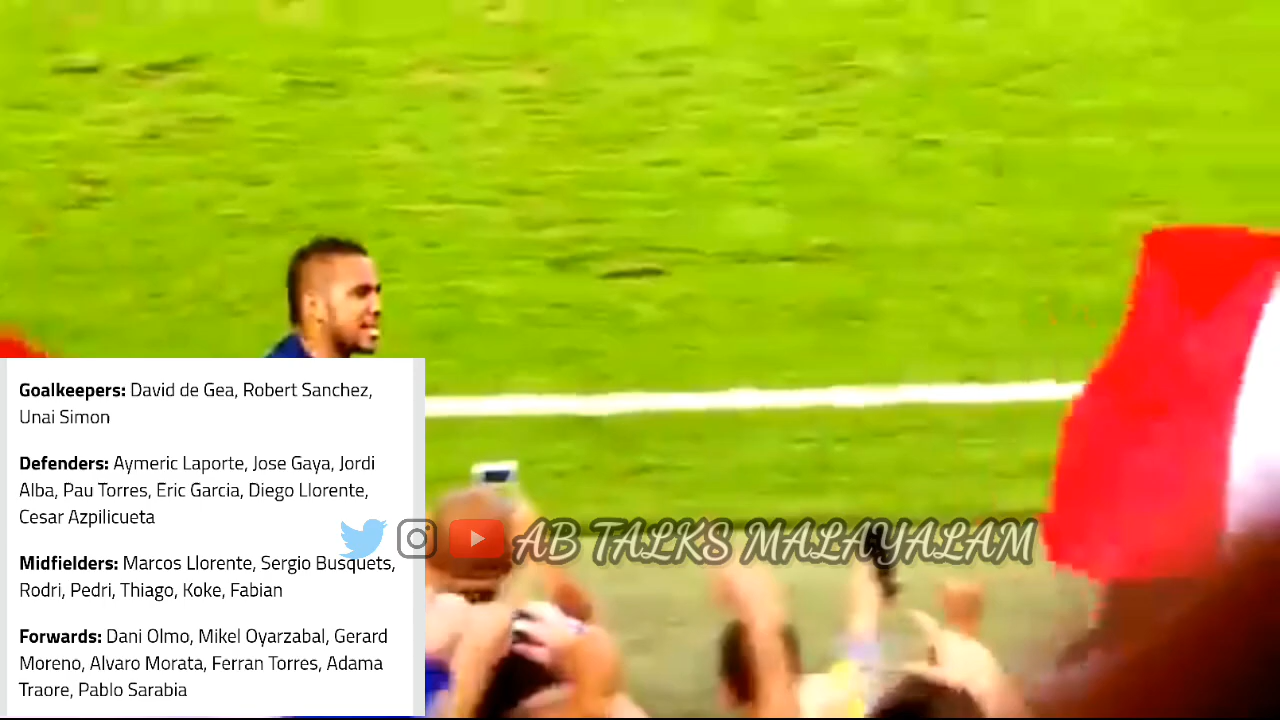 Goalkeepers: David de Gea, Robert Sanchez,
Unai Simon
Defenders: Aymeric Laporte, Jose Gaya, Jordi
Alba, Pau Torres, Eric Garcia, Diego Llorente,
Cesar Azpilicueta
AB TALKS MALAYALAM
Midfielders: Marcos Llorente, Sergio Busquets,
Rodri, Pedri, Thiago, Koke, Fabian
Forwards: Dani Olmo, Mikel Oyarzabal, Gerard
Moreno, Alvaro Morata, Ferran Torres, Adama
Traore, Pablo Sarabia